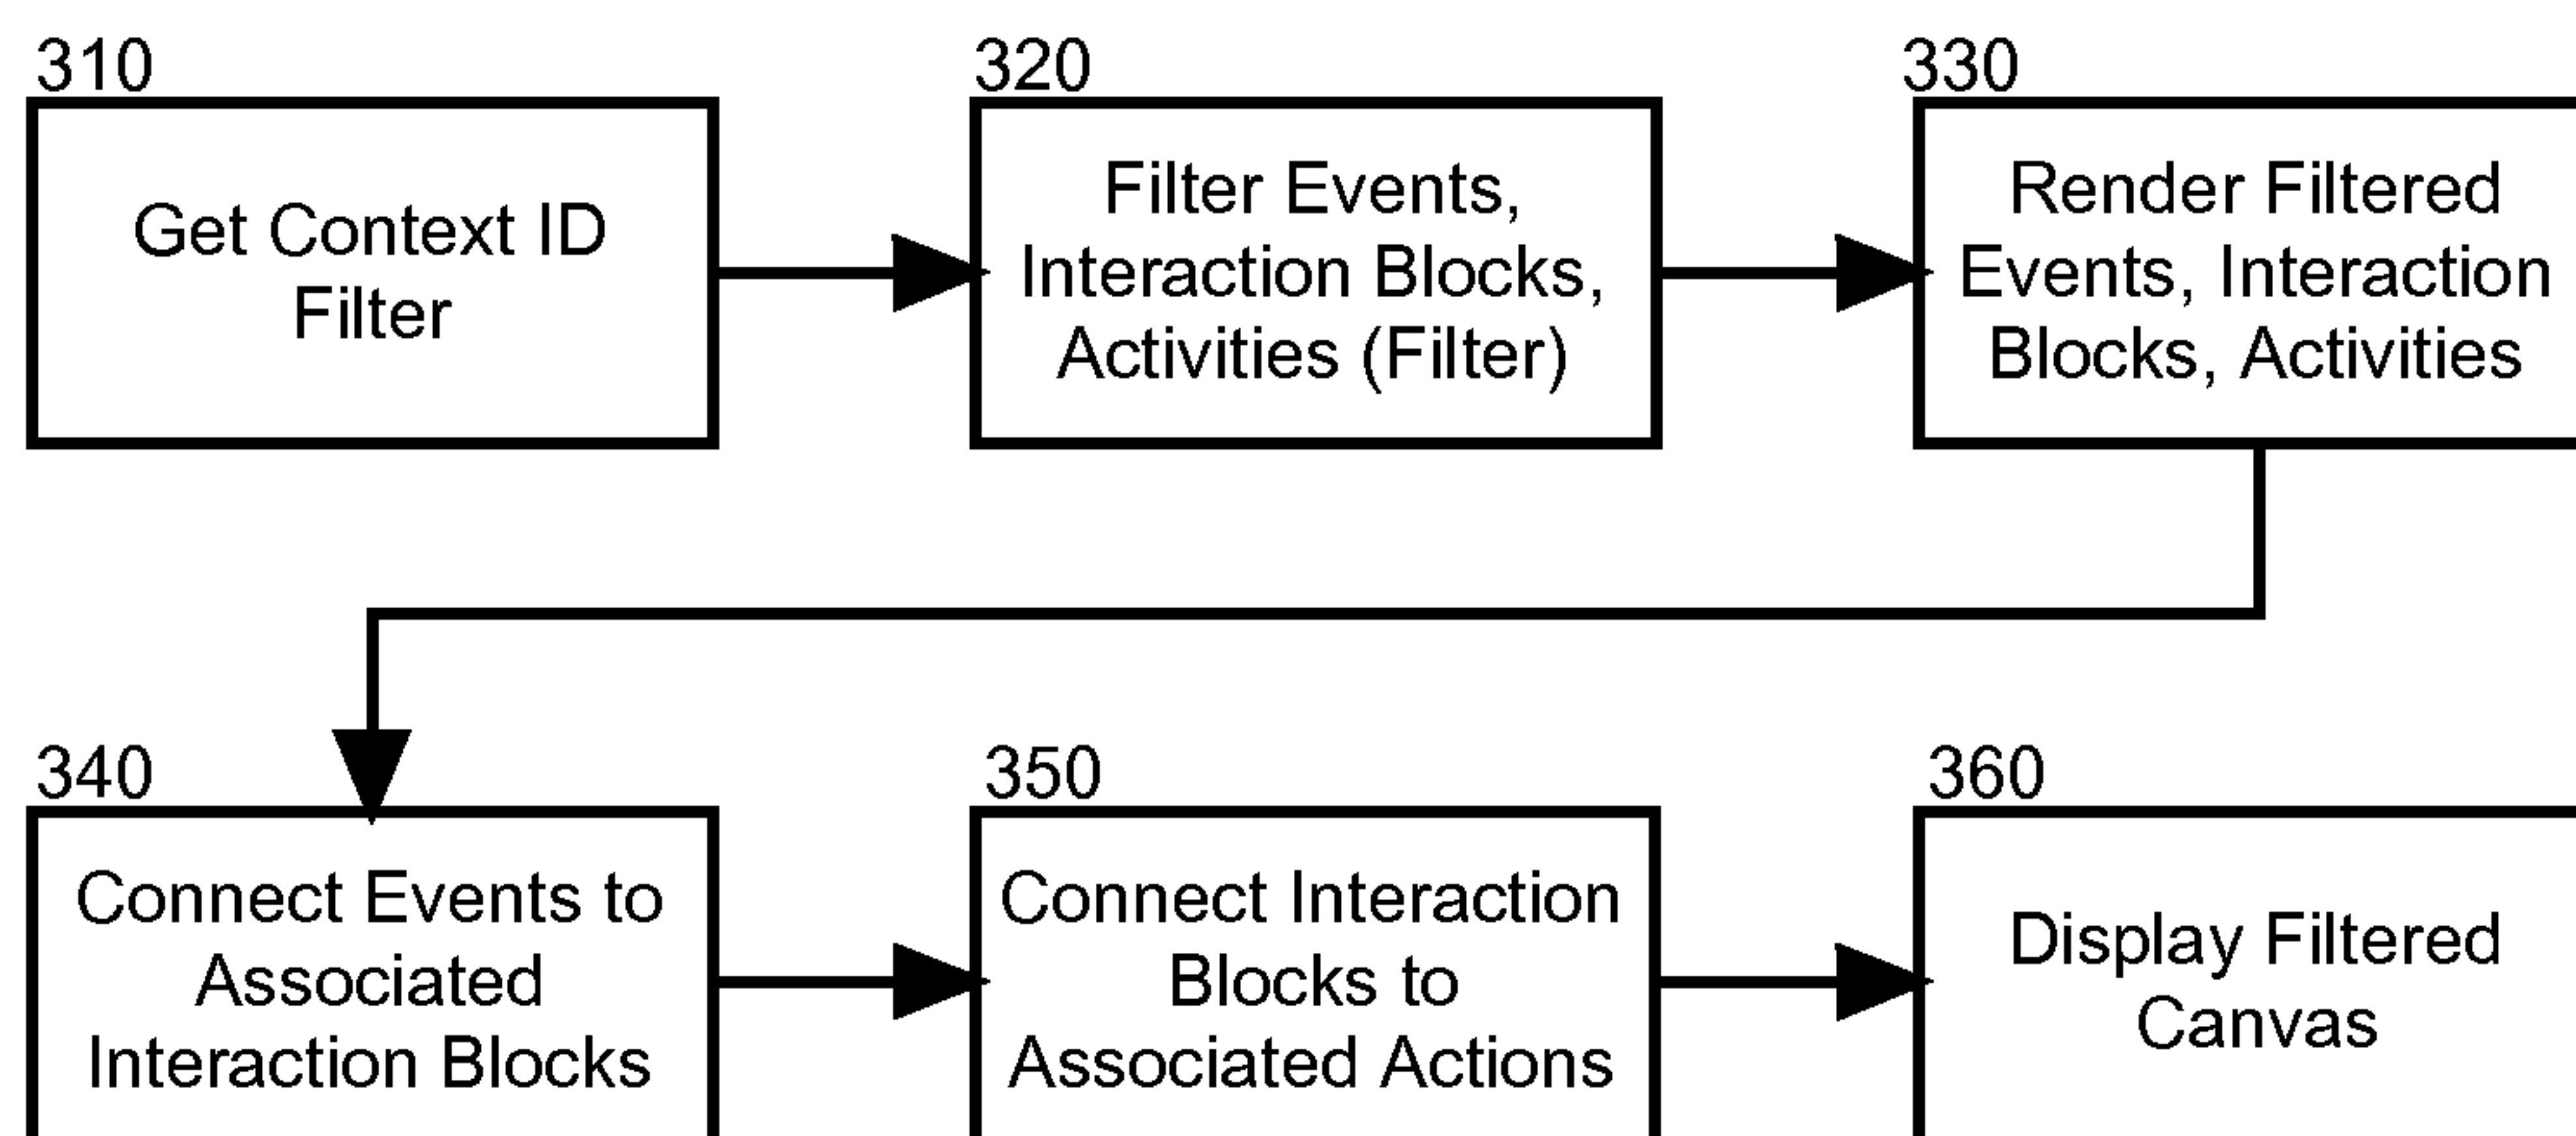 310
Get Context ID
Filter
320
Filter Events,
Interaction Blocks,
Activities (Filter)
330
Render Filtered
Events, Interaction
Blocks, Activities
340
Connect Events to
Associated
Interaction Blocks
350
Connect Interaction
Blocks to
Associated Actions
360
Display Filtered
Canvas